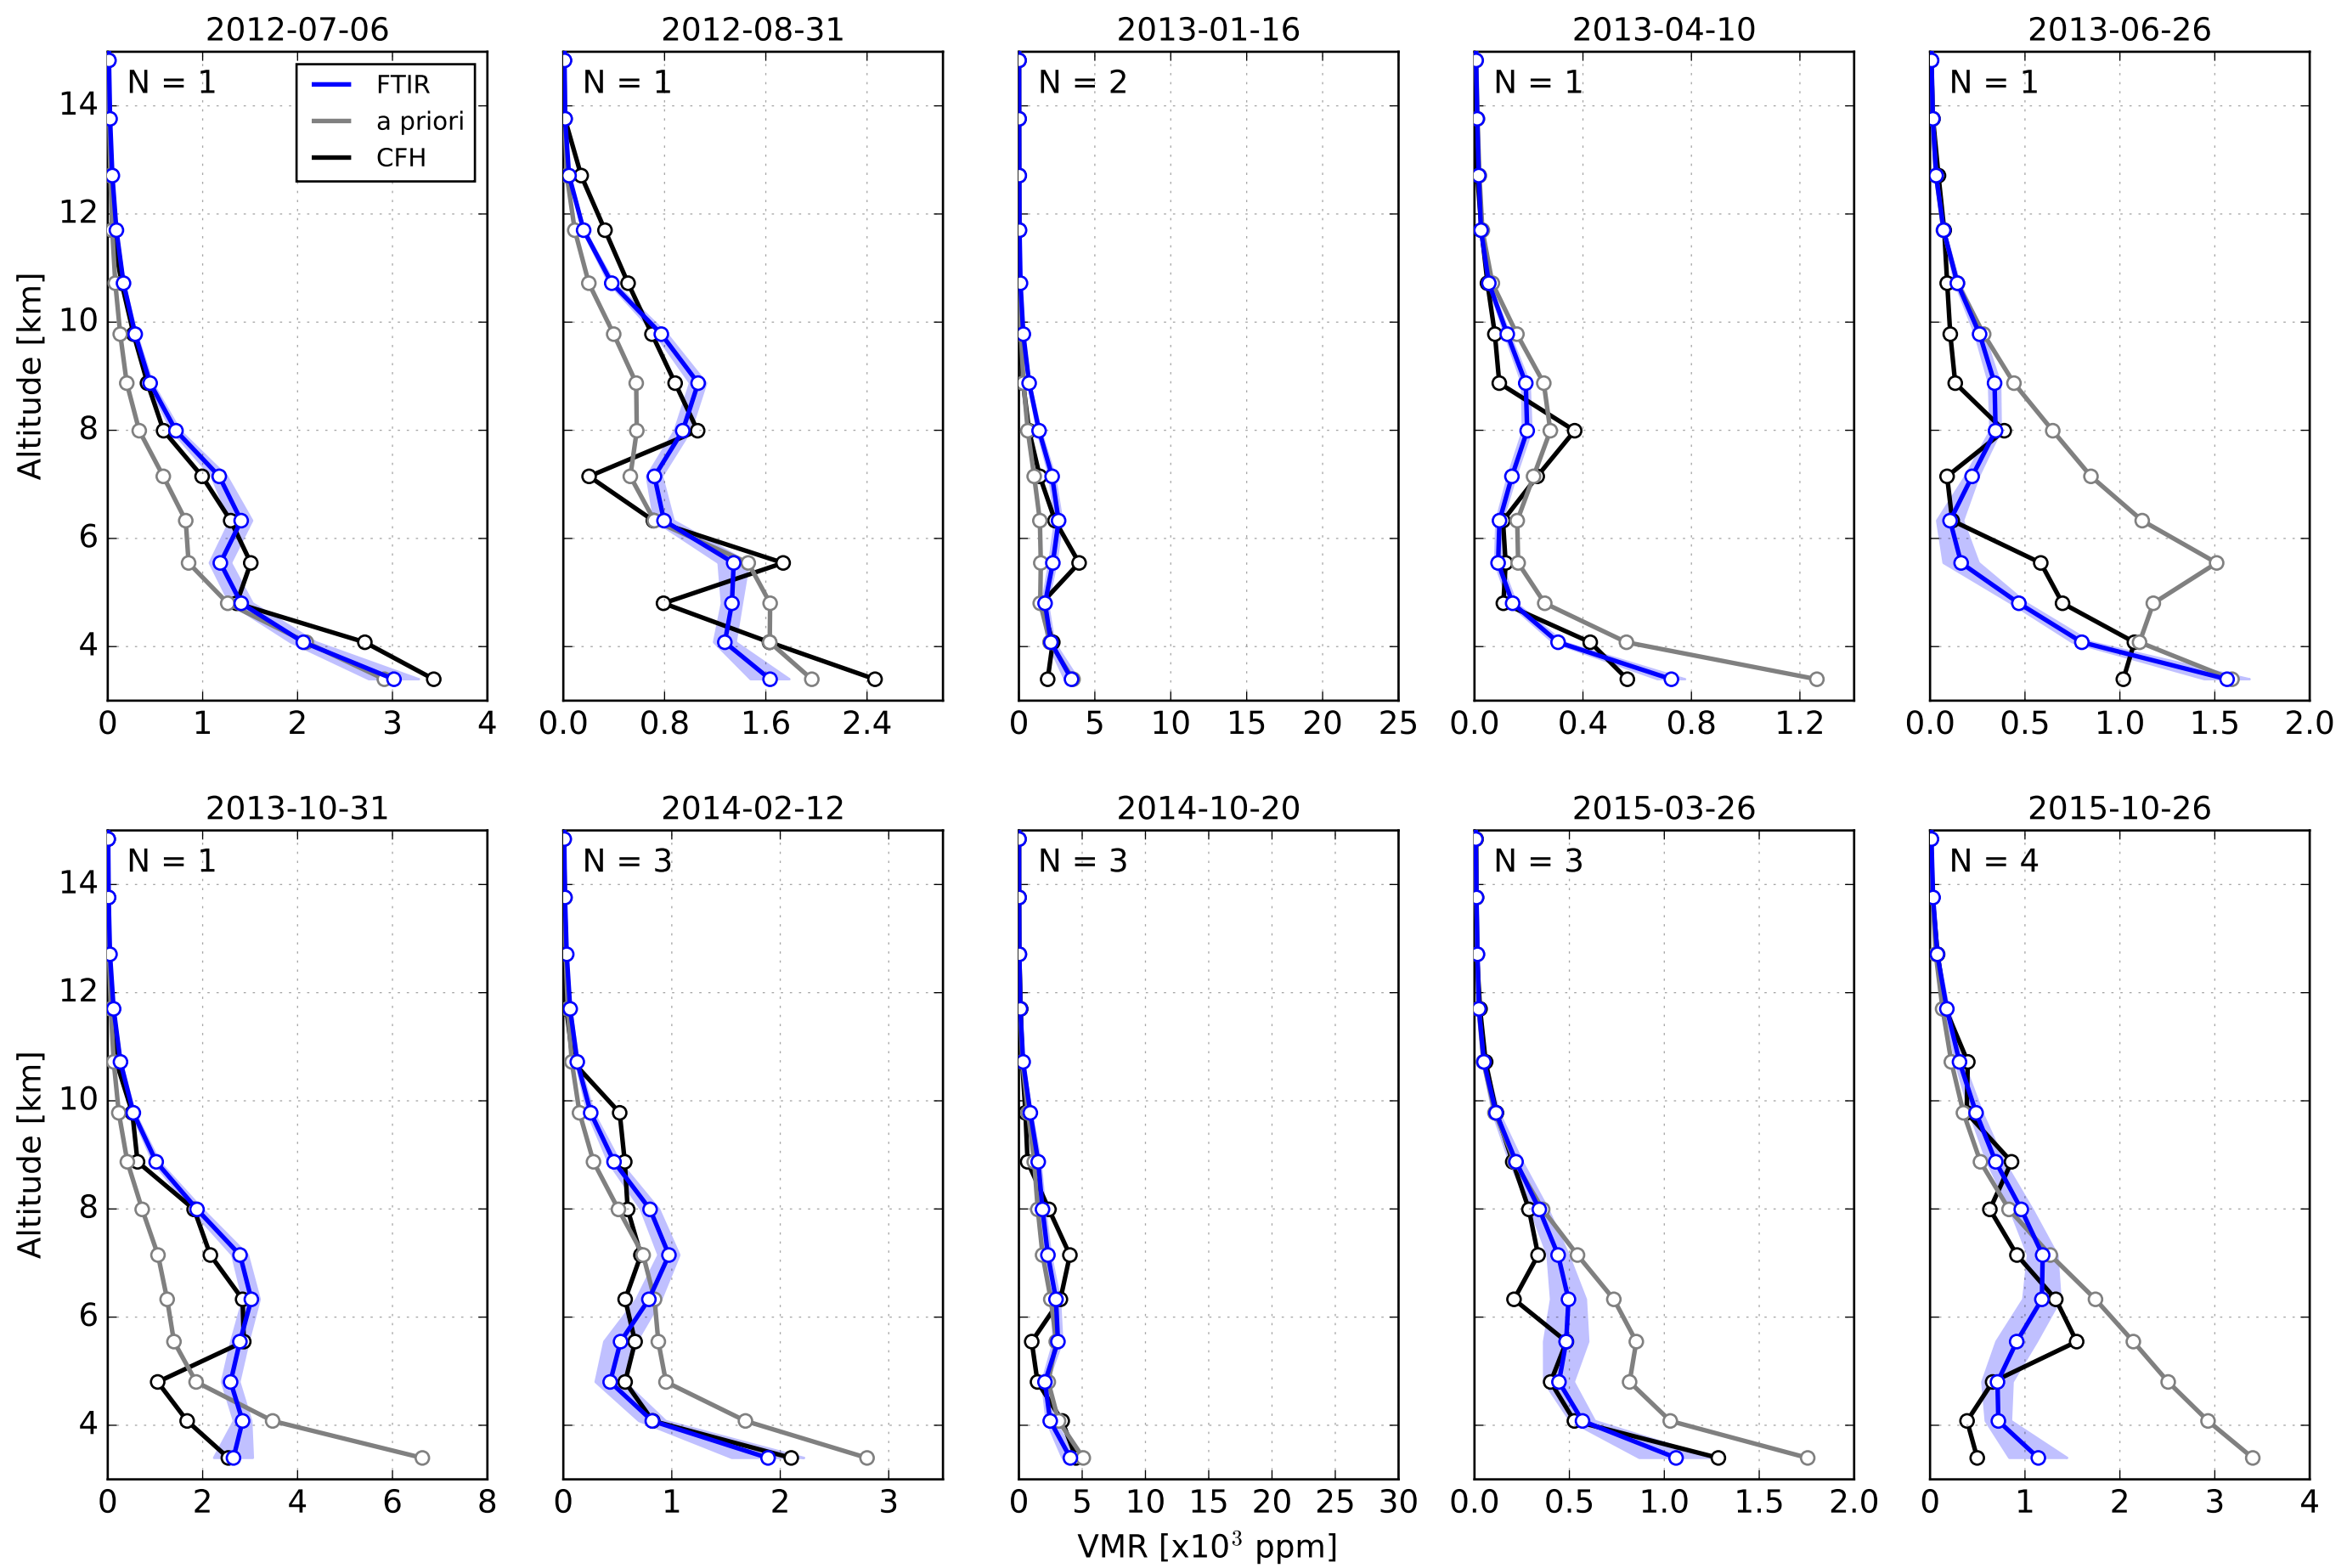 2012-07-06 2012-08-31 2013-01-16 2013-04-10 2013-06-26
N = 1 N = 1 N = 2 N = 1 N = 1
FTIR
a priori
CFH
Altitude [km]
14
12
10
8
6
4
0 1 2 3 4 0.0 0.8 1.6 2.4 0 5 10 15 20 25 0.0 0.4 0.8 1.2 0.0 0.5 1.0 1.5 2.0
2013-10-31 2014-02-12 2014-10-20 2015-03-26 2015-10-26
N = 1 N = 3 N = 3 N = 3 N = 4
Altitude [km]
14
12
10
8
6
4
0 2 4 6 8 0 1 2 3 0 5 10 15 20 25 30 0.0 0.5 1.0 1.5 2.0 0 1 2 3 4
VMR [x10³ ppm]